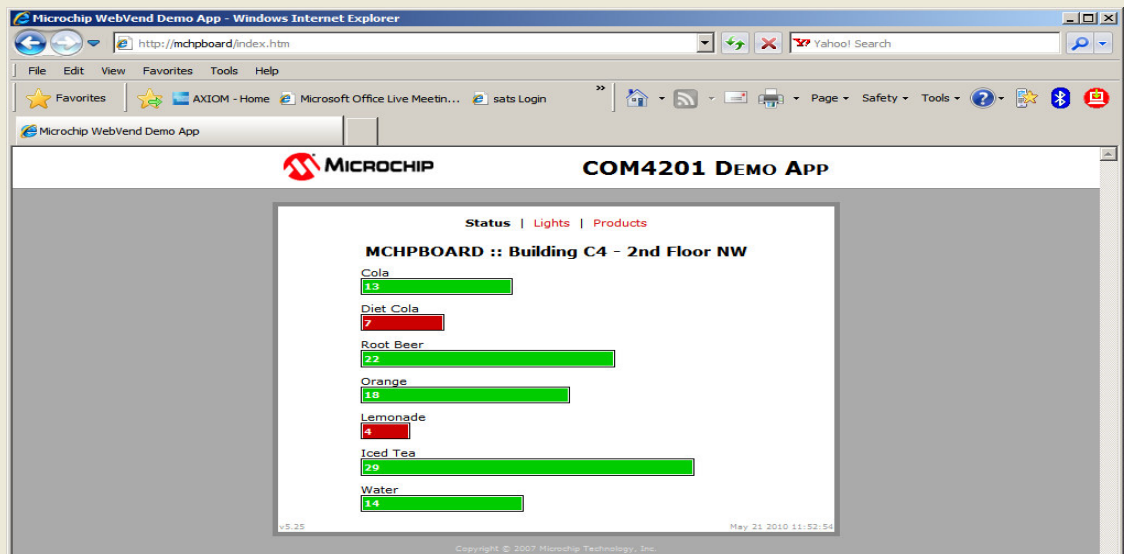 Microchip WebVend Demo App - Windows Internet Explorer
http://mchpboard/index.htm
Yahoo! Search
File Edit View Favorites Tools Help
Favorites AXIOM - Home Microsoft Office Live Meetin... sats Login » Page Safety Tools
Microchip WebVend Demo App
MICROCHIP COM4201 DEMO APP
Status | Lights | Products
MCHPBOARD :: Building C4 - 2nd Floor NW
Cola
13
Diet Cola
7
Root Beer
22
Orange
18
Lemonade
4
Iced Tea
29
Water
14
v5.25 May 21 2010 11:52:54
Copyright © 2007 Microchip Technology, Inc.